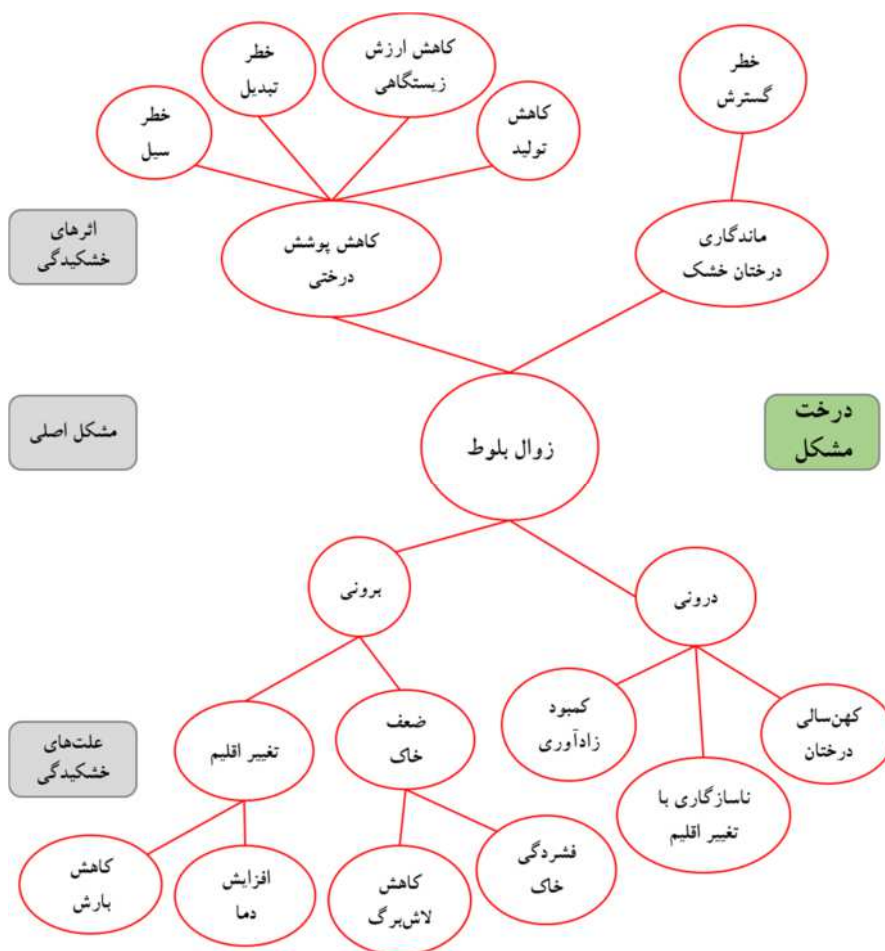 خطر
گسترش
کاهش ارزش
زیستگاهی
خطر
تبدیل
کاهش
تولید
خطر
سیل
ماندگاری
درختان خشک
کاهش پوشش
درختی
اثرهای
خشکیدگی
درخت
مشکل
زوال بلوط
مشکل اصلی
درونی
برونی
کهن‌سالی
درختان
ناسازگاری با
تغییر اقلیم
کمبود
زادآوری
ضعف
خاک
تغییر اقلیم
علت‌های
خشکیدگی
فشردگی
خاک
کاهش
لاش‌برگ
افزایش
دما
کاهش
بارش